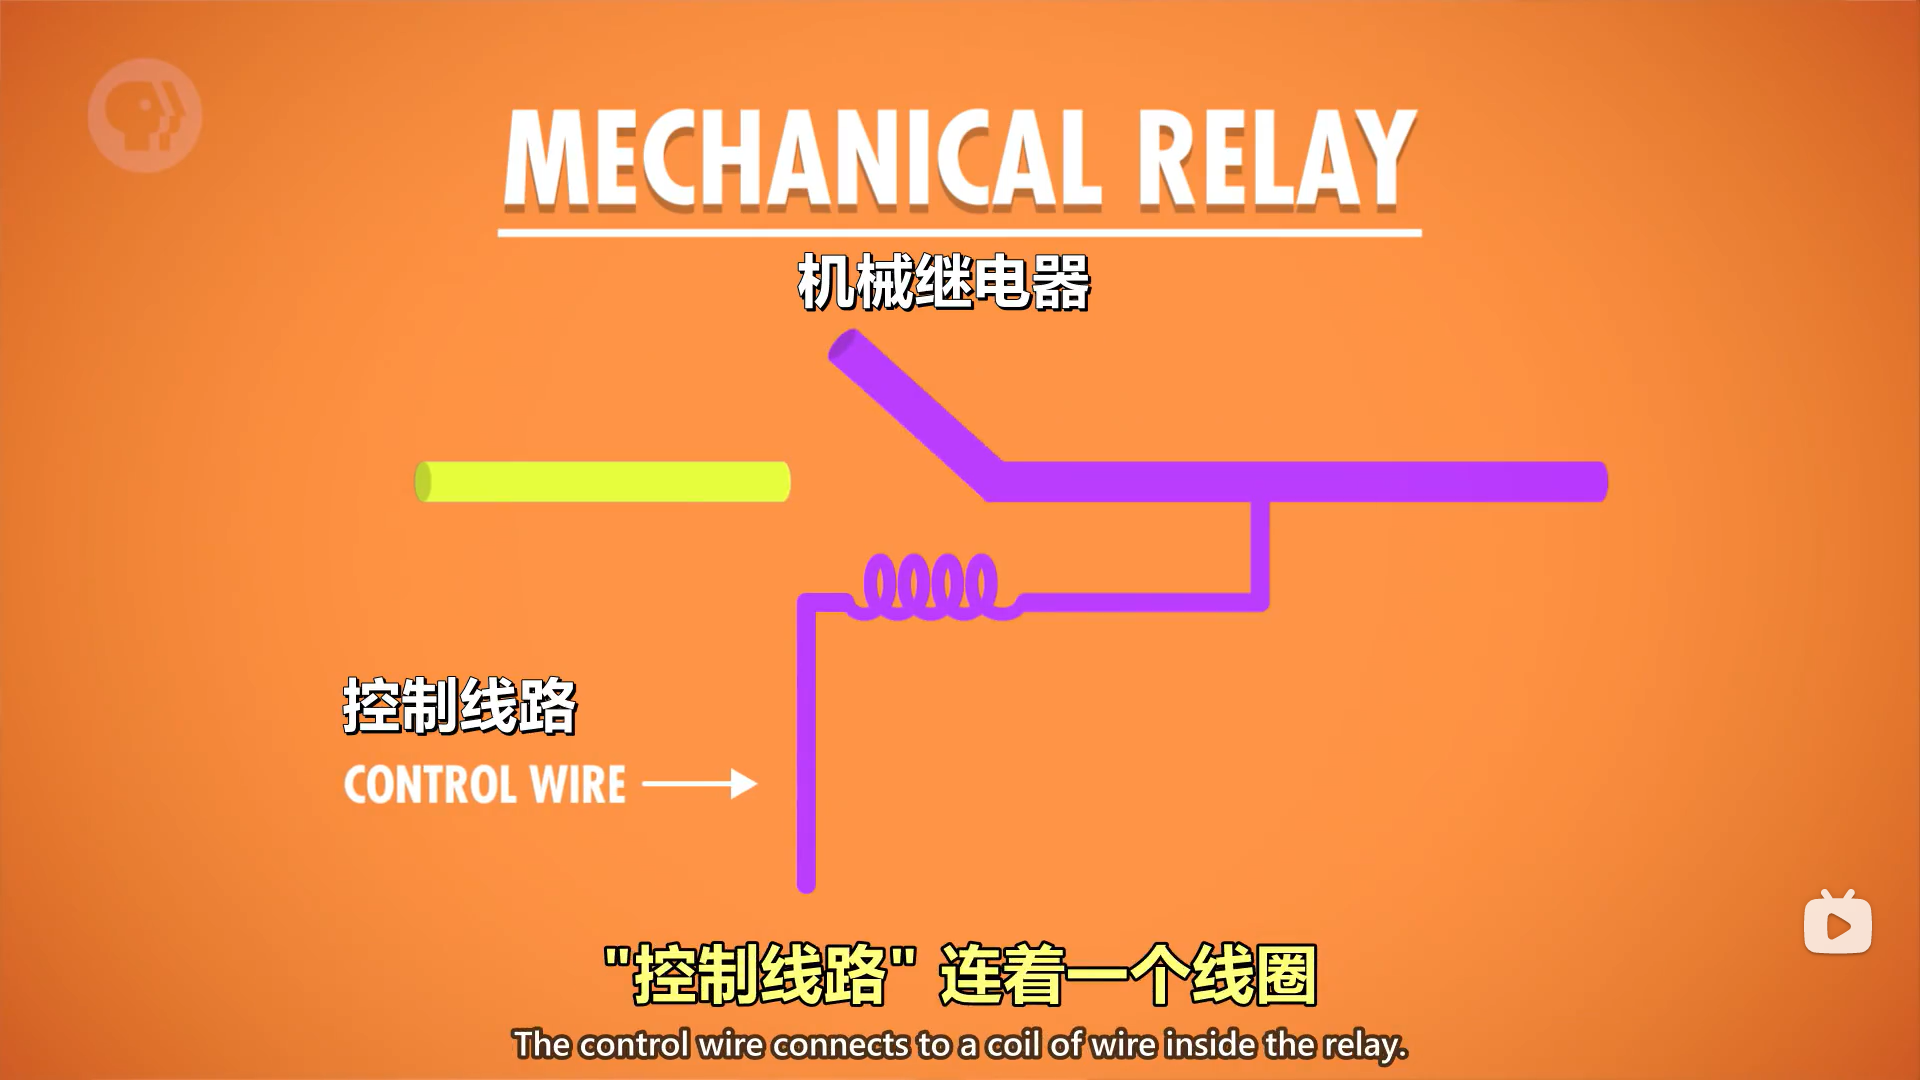 MECHANICAL RELAY
机械继电器
控制线路
CONTROL WIRE
"控制线路" 连着一个线圈
The control wire connects to a coil of wire inside the relay.